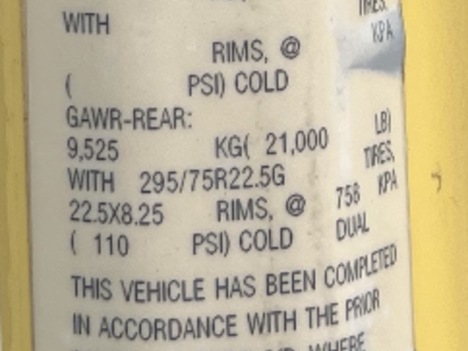 TIRES,
WITH KPA
RIMS, @
( PSI) COLD
GAWR-REAR:
9,525 KG( 21,000 LB)
WITH 295/75R22.5G TIRES,
22.5X8.25 RIMS, @ 758 KPA
( 110 PSI) COLD DUAL
THIS VEHICLE HAS BEEN COMPLETED
IN ACCORDANCE WITH THE PRIOR
WHERE